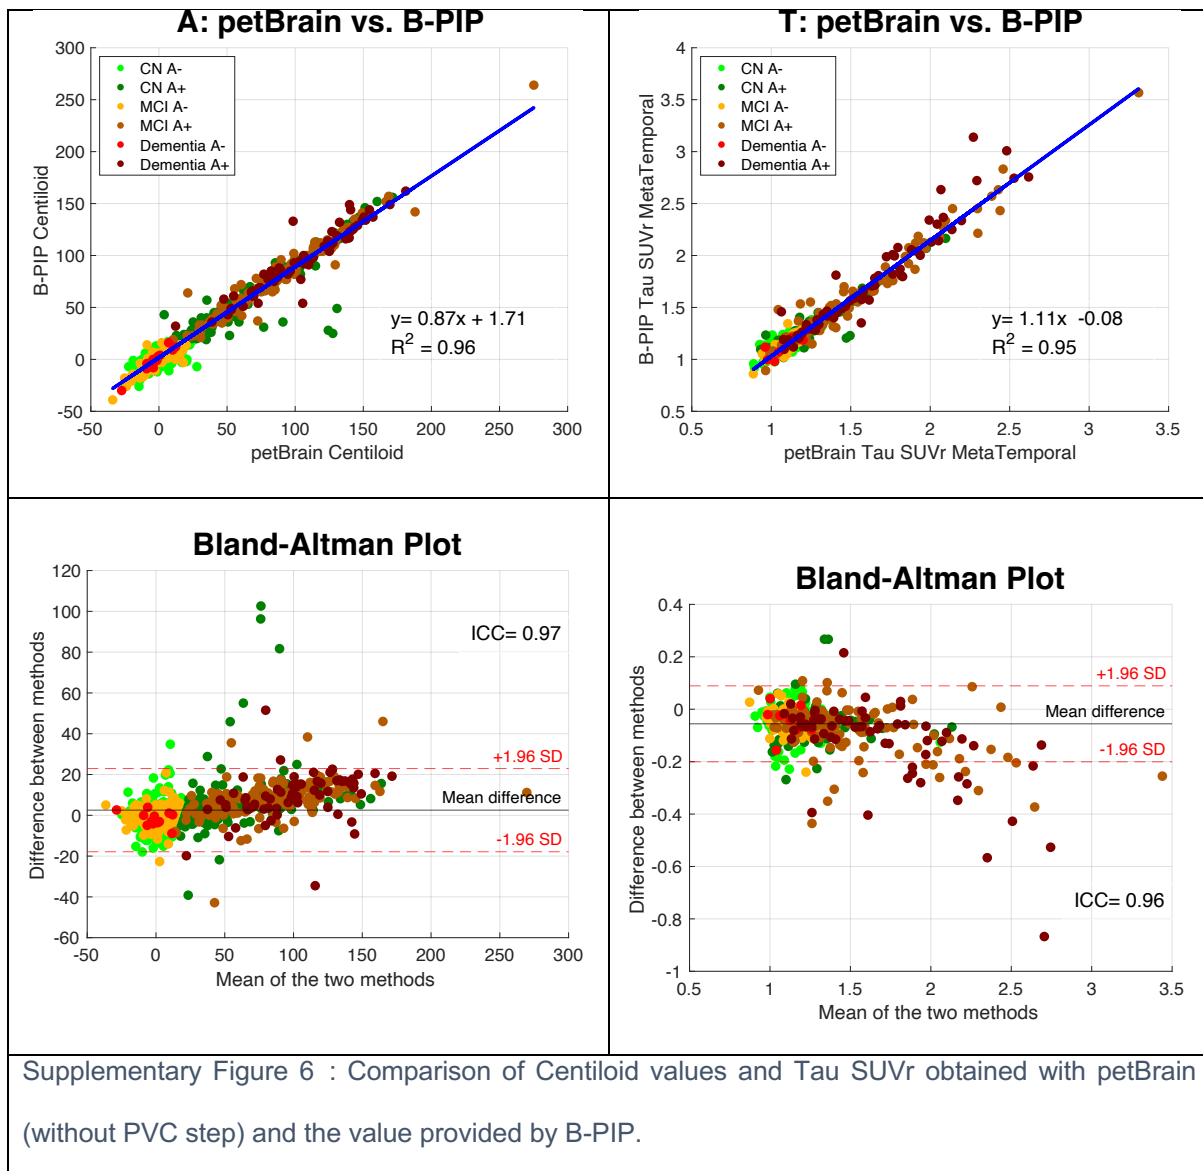 A: petBrain vs. B-PIP
300
250
200
150
100
50
0
-50
-50 0 50 100 150 200 250 300
B-PIP Centiloid
petBrain Centiloid
CN A-
CN A+
MCI A-
MCI A+
Dementia A-
Dementia A+
y= 0.87x + 1.71
R² = 0.96
T: petBrain vs. B-PIP
4
3.5
3
2.5
2
1.5
1
0.5
0.5 1 1.5 2 2.5 3 3.5
B-PIP Tau SUVr MetaTemporal
petBrain Tau SUVr MetaTemporal
CN A-
CN A+
MCI A-
MCI A+
Dementia A-
Dementia A+
y= 1.11x -0.08
R² = 0.95
Bland-Altman Plot
120
100
80
60
40
20
0
-20
-40
-60
-50 0 50 100 150 200 250 300
Difference between methods
Mean of the two methods
ICC= 0.97
+1.96 SD
Mean difference
-1.96 SD
Bland-Altman Plot
0.4
0.2
0
-0.2
-0.4
-0.6
-0.8
-1
0.5 1 1.5 2 2.5 3 3.5
Difference between methods
Mean of the two methods
+1.96 SD
Mean difference
-1.96 SD
ICC= 0.96
Supplementary Figure 6 : Comparison of Centiloid values and Tau SUVr obtained with petBrain
(without PVC step) and the value provided by B-PIP.